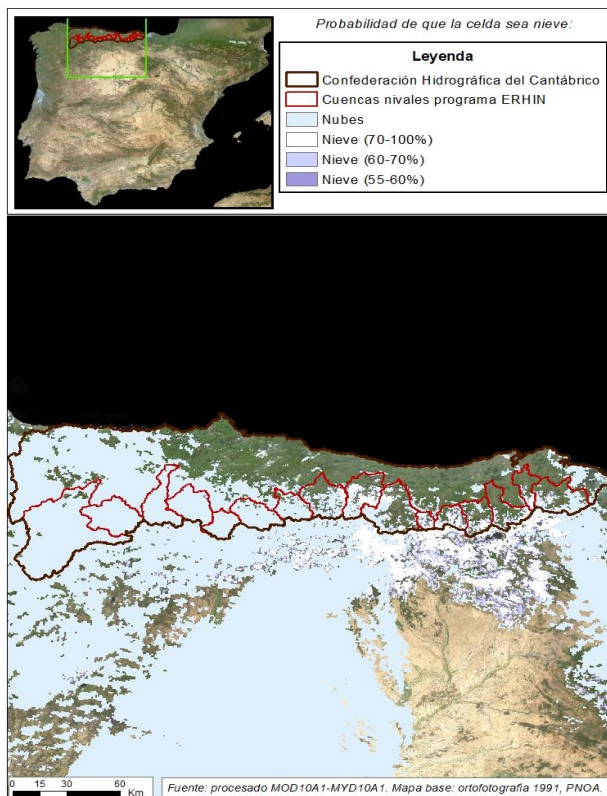 Probabilidad de que la celda sea nieve:
Leyenda
Confederación Hidrográfica del Cantábrico
Cuencas nivales programa ERHIN
Nubes
Nieve (70-100%)
Nieve (60-70%)
Nieve (55-60%)
0 15 30 60
Km
Fuente: procesado MOD10A1-MYD10A1. Mapa base: ortofotografia 1991, PNOA.